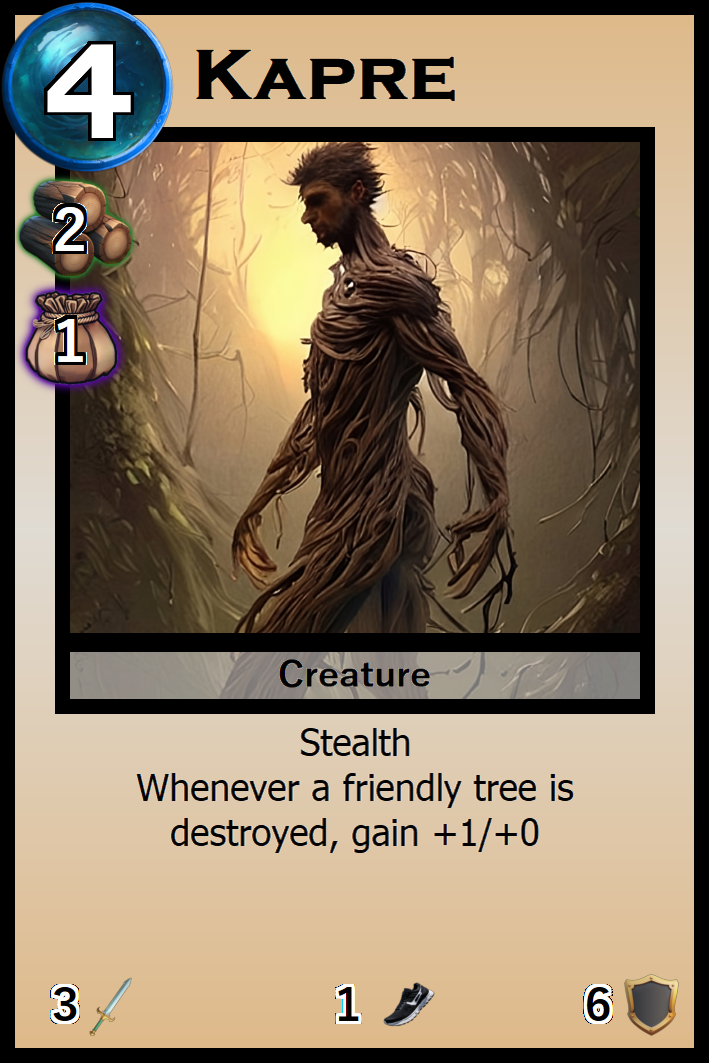 4
Kapre
2
1
Creature
Stealth
Whenever a friendly tree is
destroyed, gain +1/+0
3
1
6